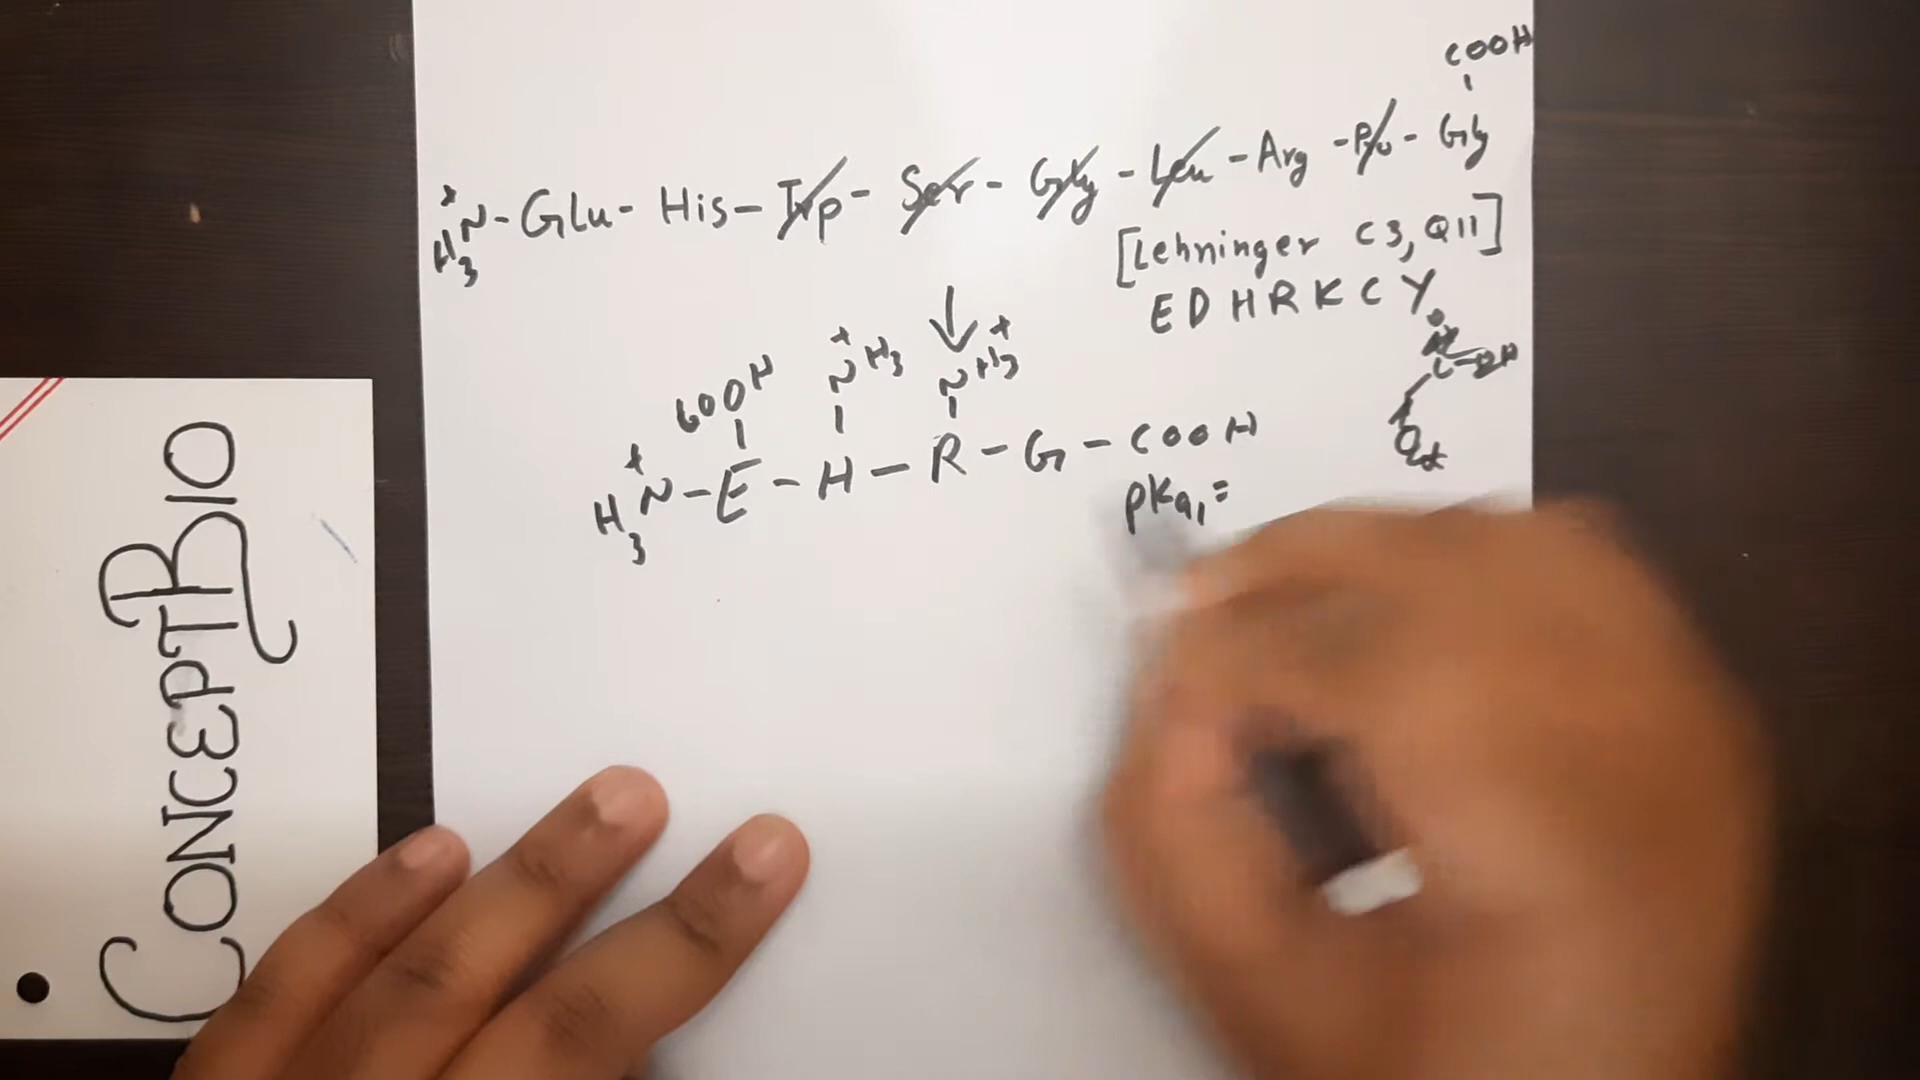 COOH
H3N+ - Glu - His - Trp - Ser - Gly - Leu - Arg - Pro - Gly
[Lehninger C3, Q11]
E D H R K C Y
COOH NH3+ NH3+
H3N+ - E - H - R - G - COOH
pKa1 =
CONCEPTBIO